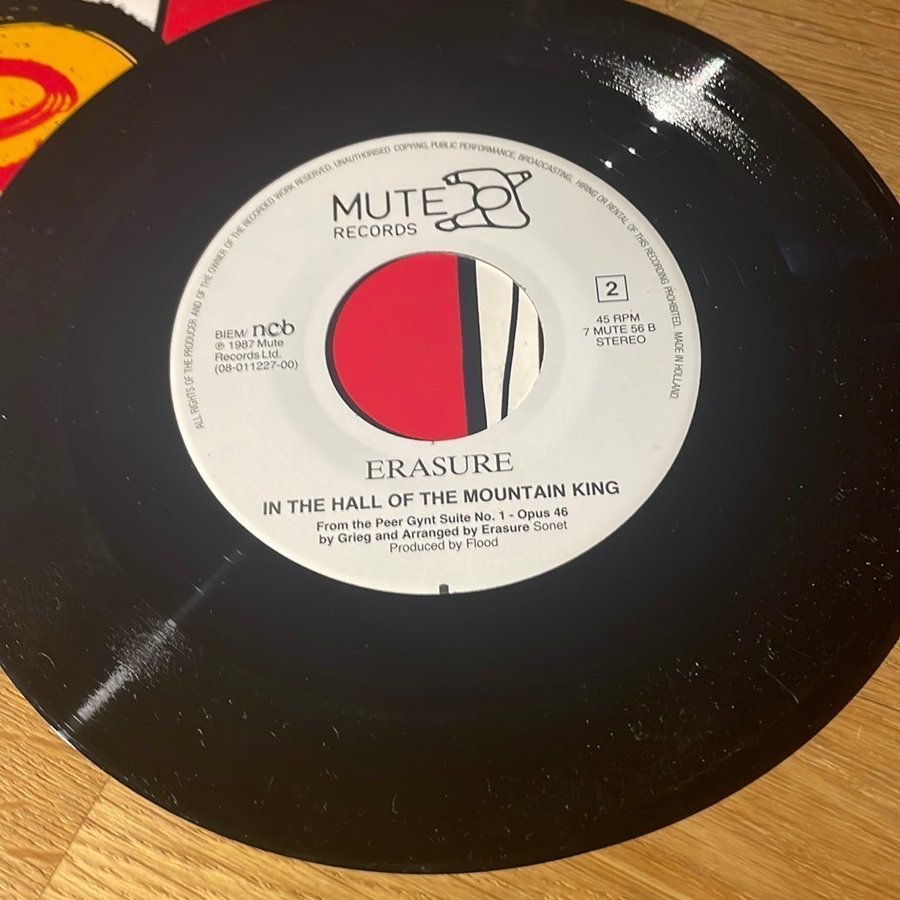 ALL RIGHTS OF THE PRODUCER AND OF THE OWNER OF THE RECORDED WORK RESERVED. UNAUTHORISED COPYING, PUBLIC PERFORMANCE, BROADCASTING, HIRING OR RENTAL OF THIS RECORDING PROHIBITED. MADE IN HOLLAND.
MUTE
RECORDS
BIEM/ ncb
℗ 1987 Mute
Records Ltd.
(08-011227-00)
2
45 RPM
7 MUTE 56 B
STEREO
ERASURE
IN THE HALL OF THE MOUNTAIN KING
From the Peer Gynt Suite No. 1 - Opus 46
by Grieg and Arranged by Erasure Sonet
Produced by Flood